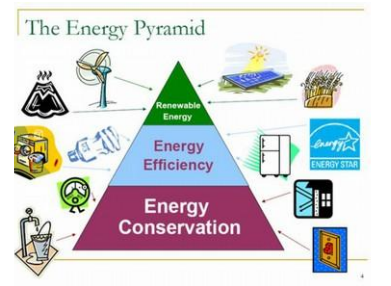 The Energy Pyramid
Renewable
Energy
Energy
Efficiency
energy
ENERGY STAR
Energy
Conservation
4